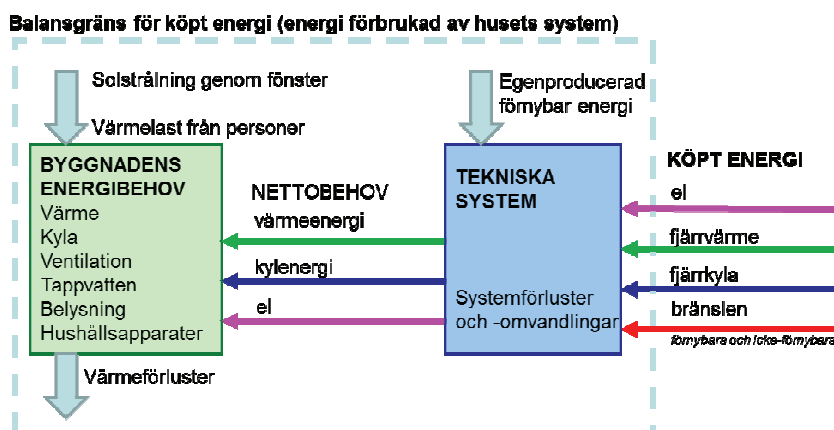 Balansgräns för köpt energi (energi förbrukad av husets system)
Solstrålning genom fönster
Värmelast från personer
BYGGNADENS
ENERGIBEHOV
Värme
Kyla
Ventilation
Tappvatten
Belysning
Hushållsapparater
Värmeförluster
NETTOBEHOV
värmeenergi
kylenergi
el
Egenproducerad
förnybar energi
TEKNISKA
SYSTEM
Systemförluster
och -omvandlingar
KÖPT ENERGI
el
fjärrvärme
fjärrkyla
bränslen
förnybara och icke-förnybara